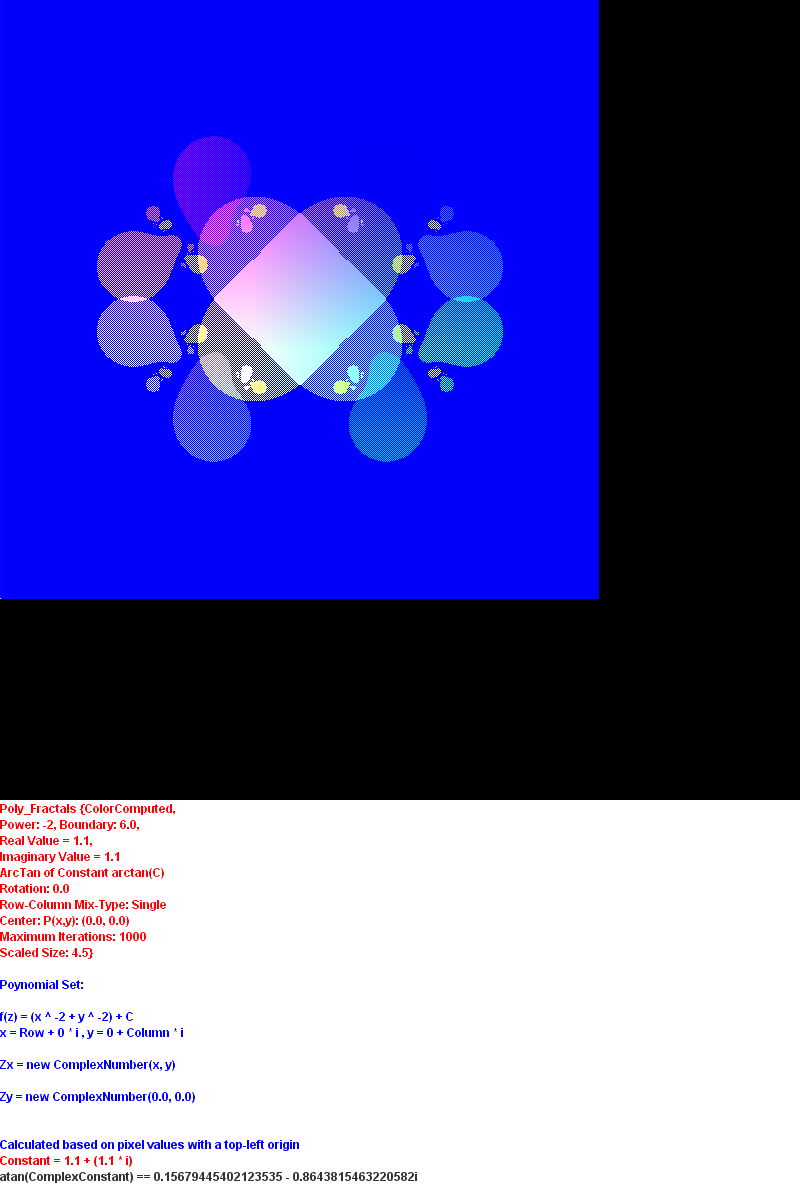 Poly_Fractals {ColorComputed,
Power: -2, Boundary: 6.0,
Real Value = 1.1,
Imaginary Value = 1.1
ArcTan of Constant arctan(C)
Rotation: 0.0
Row-Column Mix-Type: Single
Center: P(x,y): (0.0, 0.0)
Maximum Iterations: 1000
Scaled Size: 4.5}
Poynomial Set:
f(z) = (x ^ -2 + y ^ -2) + C
x = Row + 0 * i , y = 0 + Column * i
Zx = new ComplexNumber(x, y)
Zy = new ComplexNumber(0.0, 0.0)
Calculated based on pixel values with a top-left origin
Constant = 1.1 + (1.1 * i)
atan(ComplexConstant) == 0.15679445402123535 - 0.8643815463220582i